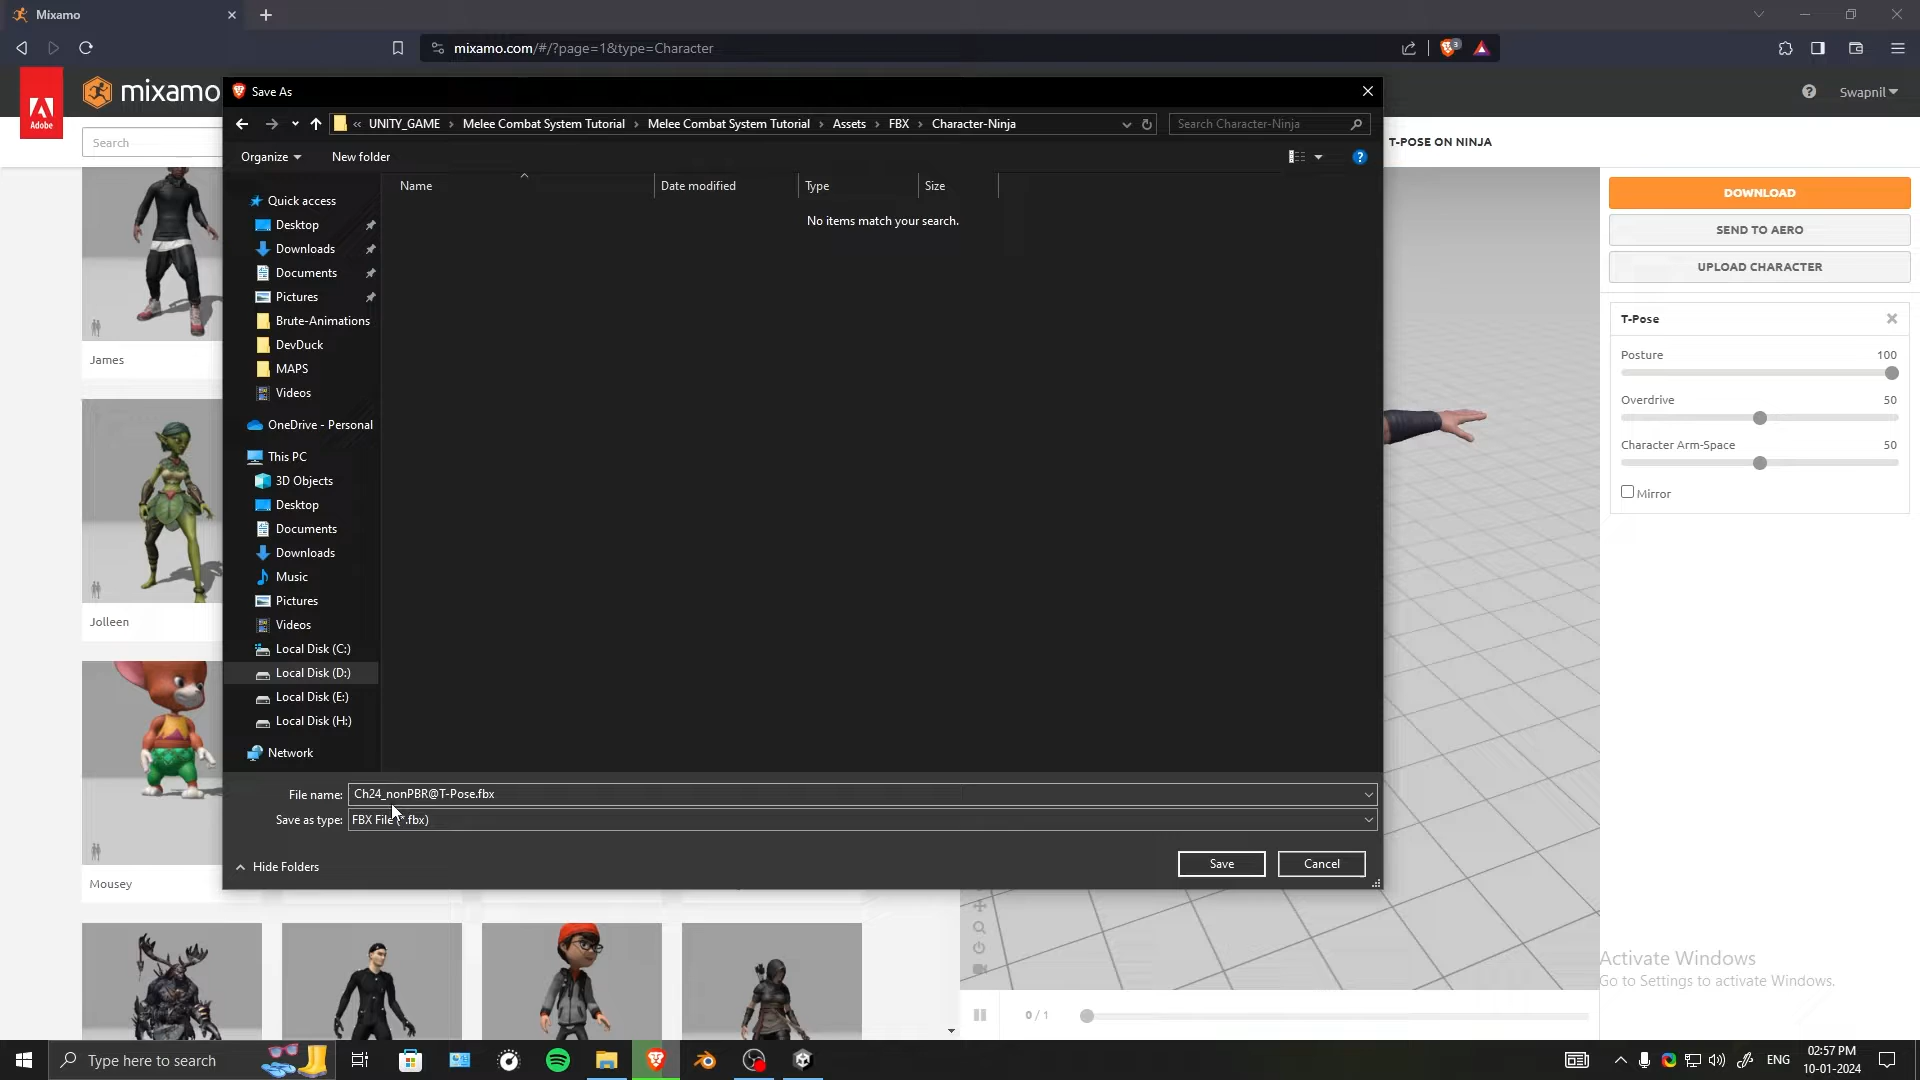 Mixamo
mixamo.com/#/?page=1&type=Character
3
Adobe
mixamo
Swapnil
Search
T-POSE ON NINJA
Save As
« UNITY_GAME › Melee Combat System Tutorial › Melee Combat System Tutorial › Assets › FBX › Character-Ninja
Search Character-Ninja
Organize
New folder
Name
Date modified
Type
Size
No items match your search.
Quick access
Desktop
Downloads
Documents
Pictures
Brute-Animations
DevDuck
MAPS
Videos
OneDrive - Personal
This PC
3D Objects
Desktop
Documents
Downloads
Music
Pictures
Videos
Local Disk (C:)
Local Disk (D:)
Local Disk (E:)
Local Disk (H:)
Network
File name: Ch24_nonPBR@T-Pose.fbx
Save as type: FBX File (*.fbx)
Hide Folders
Save
Cancel
James
Jolleen
Mousey
DOWNLOAD
SEND TO AERO
UPLOAD CHARACTER
T-Pose
Posture 100
Overdrive 50
Character Arm-Space 50
Mirror
Activate Windows
Go to Settings to activate Windows.
0 / 1
Type here to search
ENG
02:57 PM
10-01-2024